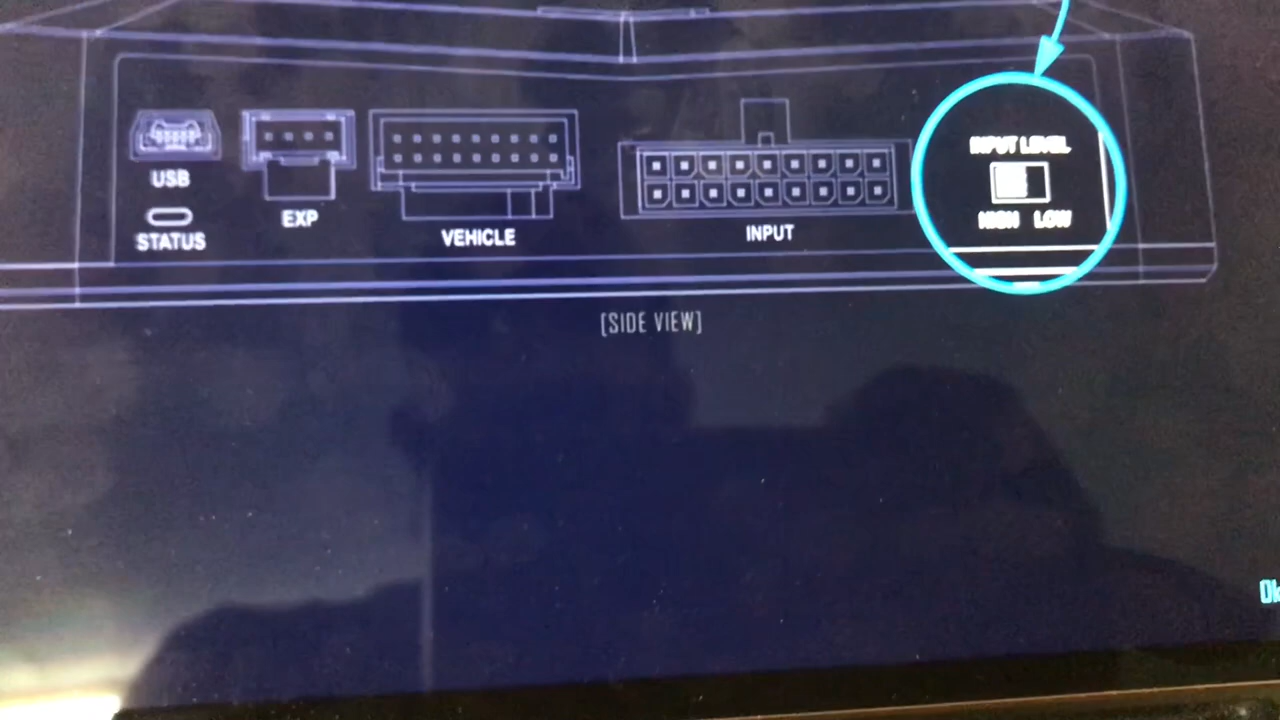 INPUT LEVEL
HIGH LOW
USB
STATUS
EXP
VEHICLE
INPUT
[SIDE VIEW]